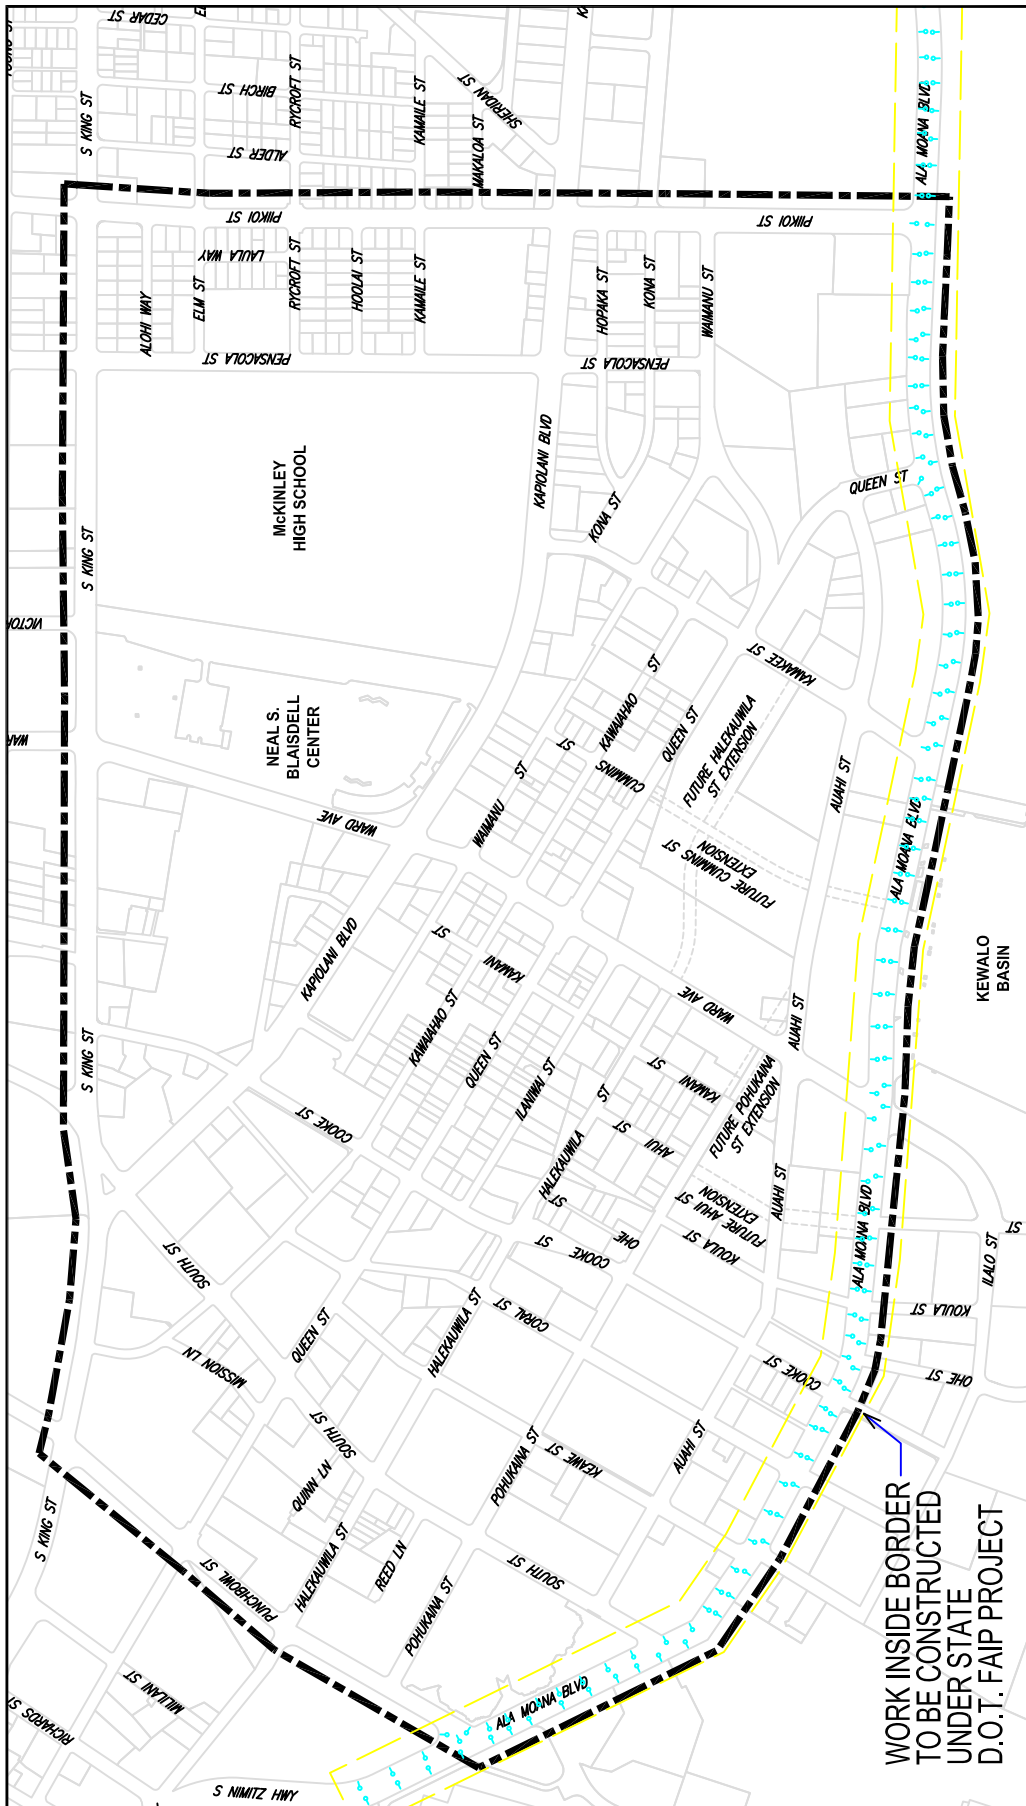 CEDAR ST
S KING ST
BIRCH ST
RYCROFT ST
KAMAILE ST
SHERIDAN ST
ALDER ST
MAKALOA ST
ALA MOANA BLVD
PIIKOI ST
PIIKOI ST
LAULA WAY
ALOHI WAY
ELM ST
RYCROFT ST
HOOLAI ST
KAMAILE ST
HOPAKA ST
KONA ST
WAIMANU ST
PENSACOLA ST
PENSACOLA ST
McKINLEY
HIGH SCHOOL
KAPIOLANI BLVD
KONA ST
QUEEN ST
S KING ST
NEAL S.
BLAISDELL
CENTER
KAWAIAHAO ST
KAMAKEE ST
QUEEN ST
CUMMINS ST
FUTURE HALEKAUWILA
ST EXTENSION
WARD AVE
WAIMANU ST
AUAHI ST
ALA MOANA BLVD
FUTURE CUMMINS ST
EXTENSION
KAPIOLANI BLVD
KAMANI ST
KEWALO
BASIN
WARD AVE
AUAHI ST
S KING ST
KAWAIAHAO ST
QUEEN ST
ILANIWAI ST
COOKE ST
HALEKAUWILA ST
KAMANI ST
AHUI ST
FUTURE POHUKAINA
ST EXTENSION
FUTURE AHUI ST
EXTENSION
AUAHI ST
ALA MOANA BLVD
OHE ST
COOKE ST
KOULA ST
ILALO ST
ST
SOUTH ST
QUEEN ST
HALEKAUWILA ST
CORAL ST
KOULA ST
OHE ST
COOKE ST
MISSION LN
SOUTH ST
QUINN LN
POHUKAINA ST
KEAWE ST
AUAHI ST
S KING ST
PUNCHBOWL ST
HALEKAUWILA ST
REED LN
POHUKAINA ST
SOUTH ST
RICHARDS ST
MILILANI ST
ALA MOANA BLVD
S NIMITZ HWY
WORK INSIDE BORDER
TO BE CONSTRUCTED
UNDER STATE
D.O.T. FAIP PROJECT